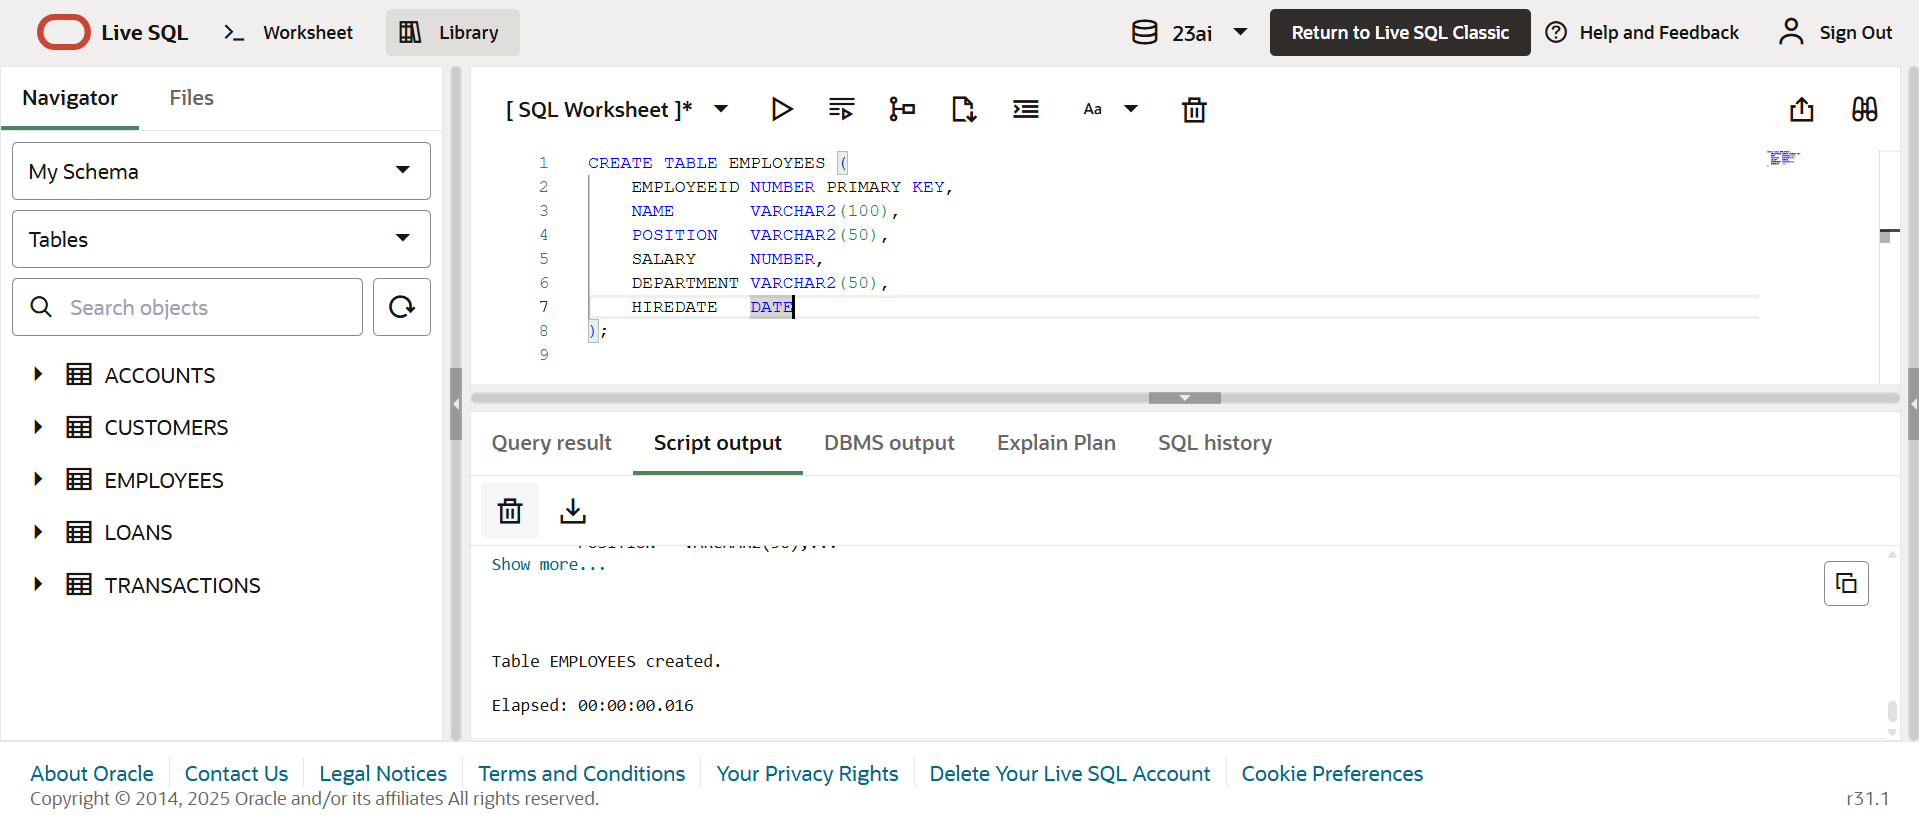 Live SQL
Worksheet
Library
23ai
Return to Live SQL Classic
Help and Feedback
Sign Out
Navigator
Files
My Schema
Tables
Search objects
ACCOUNTS
CUSTOMERS
EMPLOYEES
LOANS
TRANSACTIONS
[ SQL Worksheet ]*
Aa
1 CREATE TABLE EMPLOYEES (
2 EMPLOYEEID NUMBER PRIMARY KEY,
3 NAME VARCHAR2(100),
4 POSITION VARCHAR2(50),
5 SALARY NUMBER,
6 DEPARTMENT VARCHAR2(50),
7 HIREDATE DATE
8 );
9
Query result
Script output
DBMS output
Explain Plan
SQL history
POSITION VARCHAR2(50),...
Show more...
Table EMPLOYEES created.
Elapsed: 00:00:00.016
About Oracle
Contact Us
Legal Notices
Terms and Conditions
Your Privacy Rights
Delete Your Live SQL Account
Cookie Preferences
Copyright © 2014, 2025 Oracle and/or its affiliates All rights reserved.
r31.1